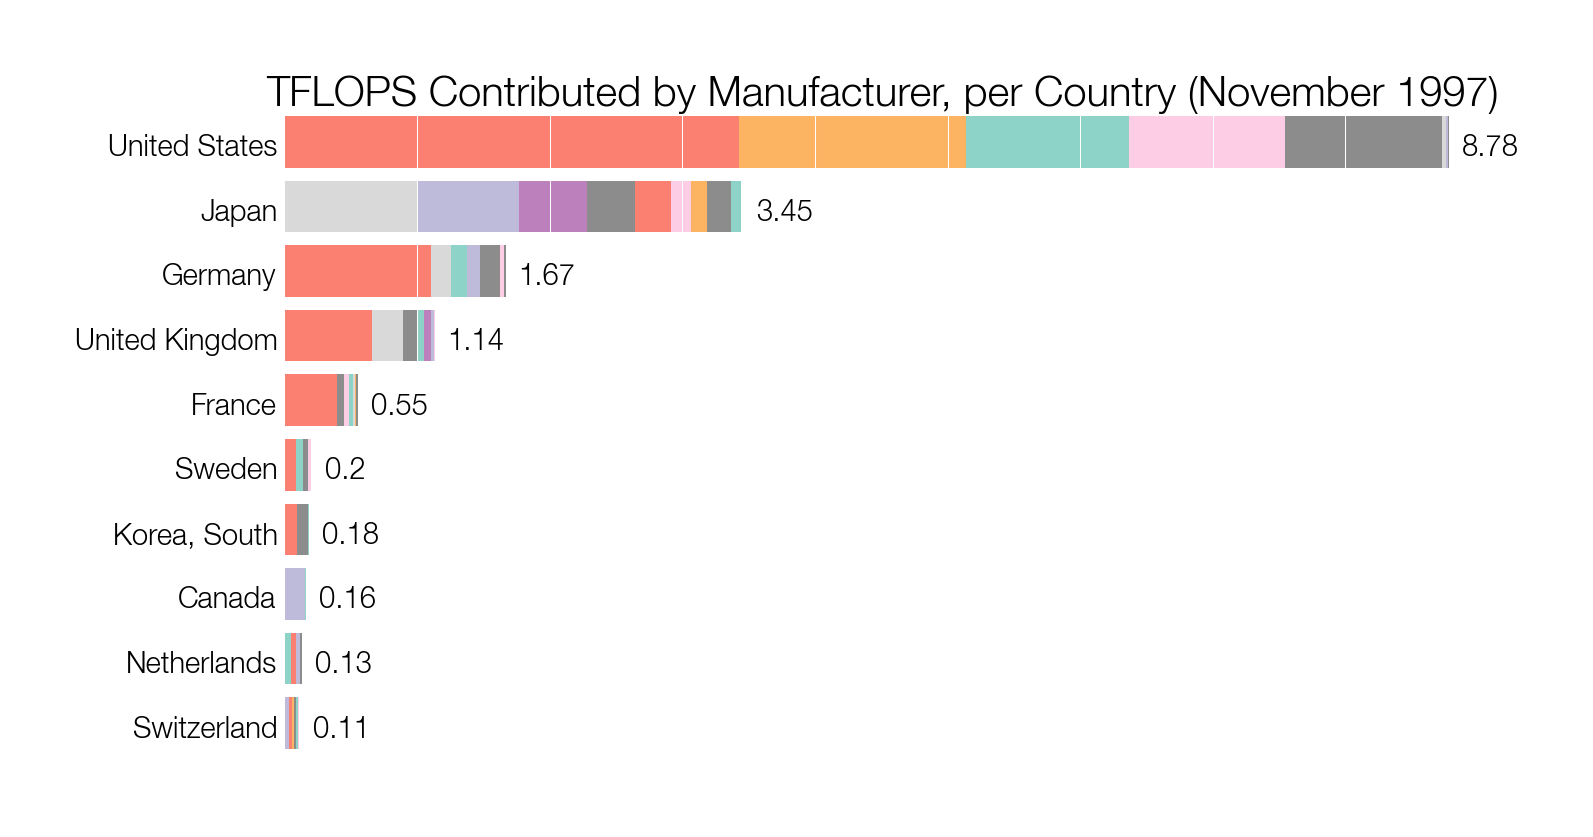 TFLOPS Contributed by Manufacturer, per Country (November 1997)
United States 8.78
Japan 3.45
Germany 1.67
United Kingdom 1.14
France 0.55
Sweden 0.2
Korea, South 0.18
Canada 0.16
Netherlands 0.13
Switzerland 0.11